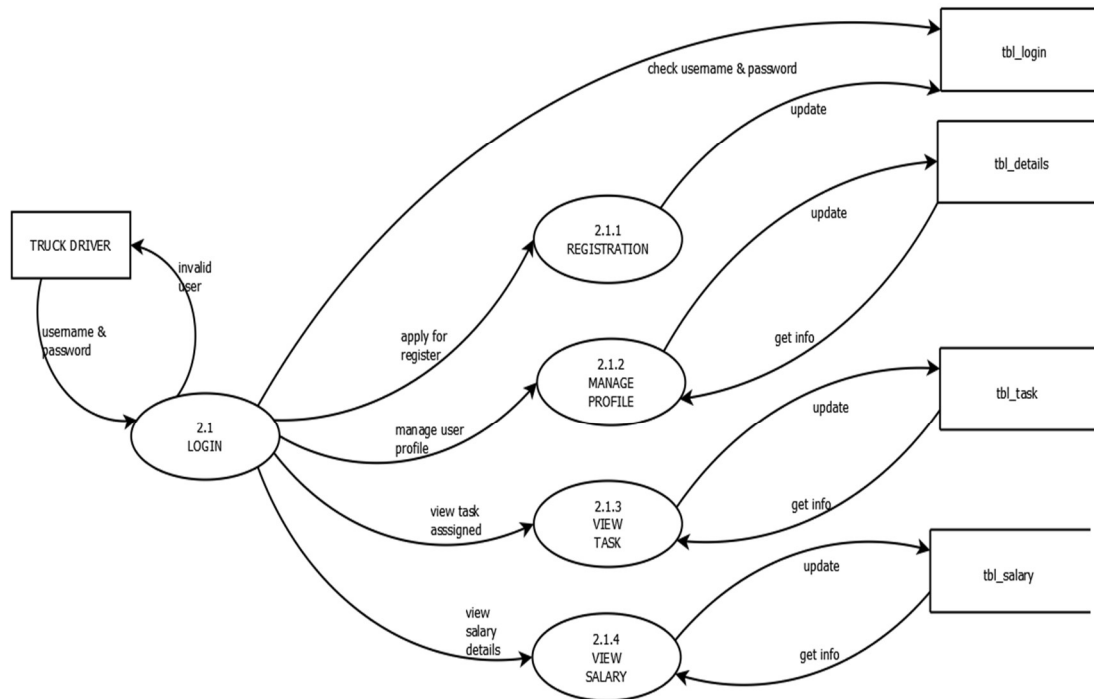 tbl_login
check username & password
update
tbl_details
2.1.1
REGISTRATION
update
TRUCK DRIVER
invalid
user
username &
password
apply for
register
get info
2.1.2
MANAGE
PROFILE
tbl_task
update
2.1
LOGIN
manage user
profile
view task
asssigned
2.1.3
VIEW
TASK
get info
update
tbl_salary
view
salary
details
2.1.4
VIEW
SALARY
get info